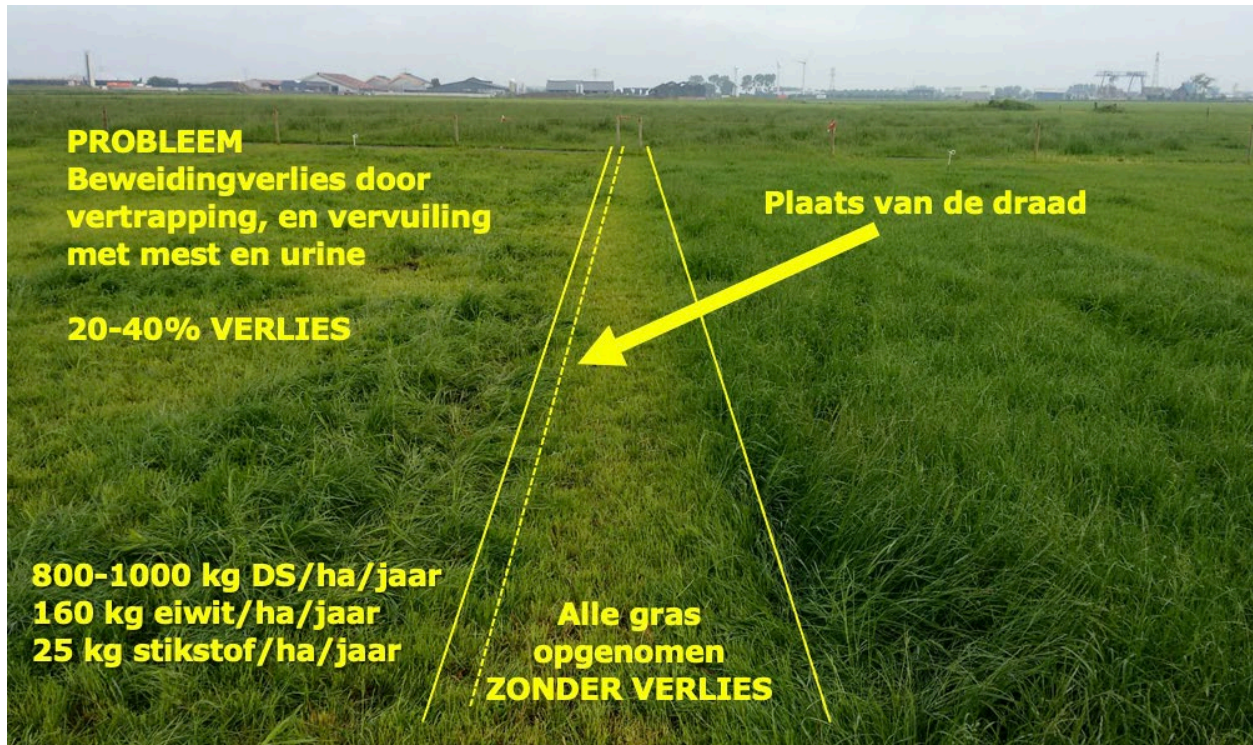 PROBLEEM
Beweidingverlies door
vertrapping, en vervuiling
met mest en urine
20-40% VERLIES
Plaats van de draad
800-1000 kg DS/ha/jaar
160 kg eiwit/ha/jaar
25 kg stikstof/ha/jaar
Alle gras
opgenomen
ZONDER VERLIES